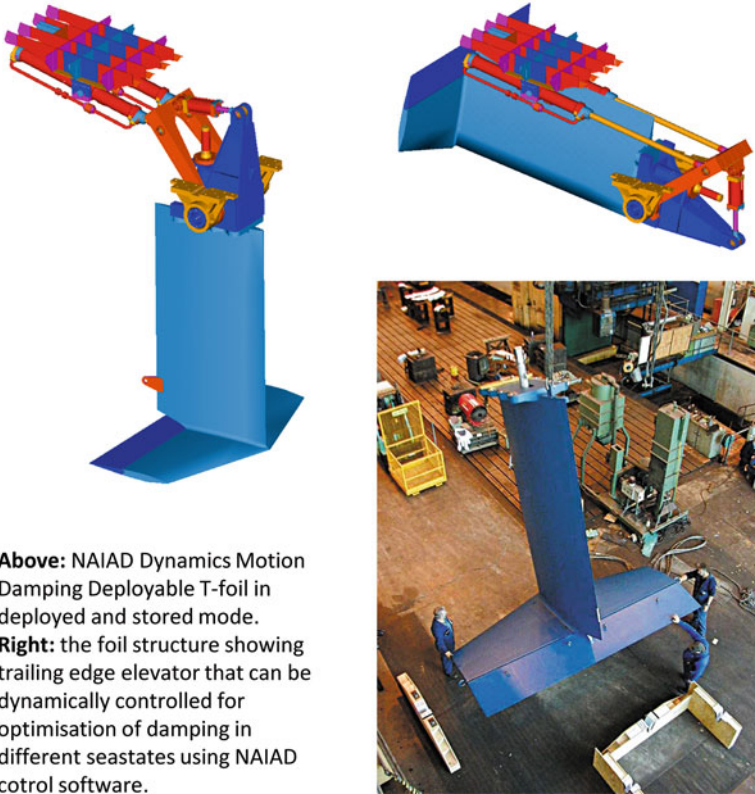 Above: NAIAD Dynamics Motion
Damping Deployable T-foil in
deployed and stored mode.
Right: the foil structure showing
trailing edge elevator that can be
dynamically controlled for
optimisation of damping in
different seastates using NAIAD
cotrol software.